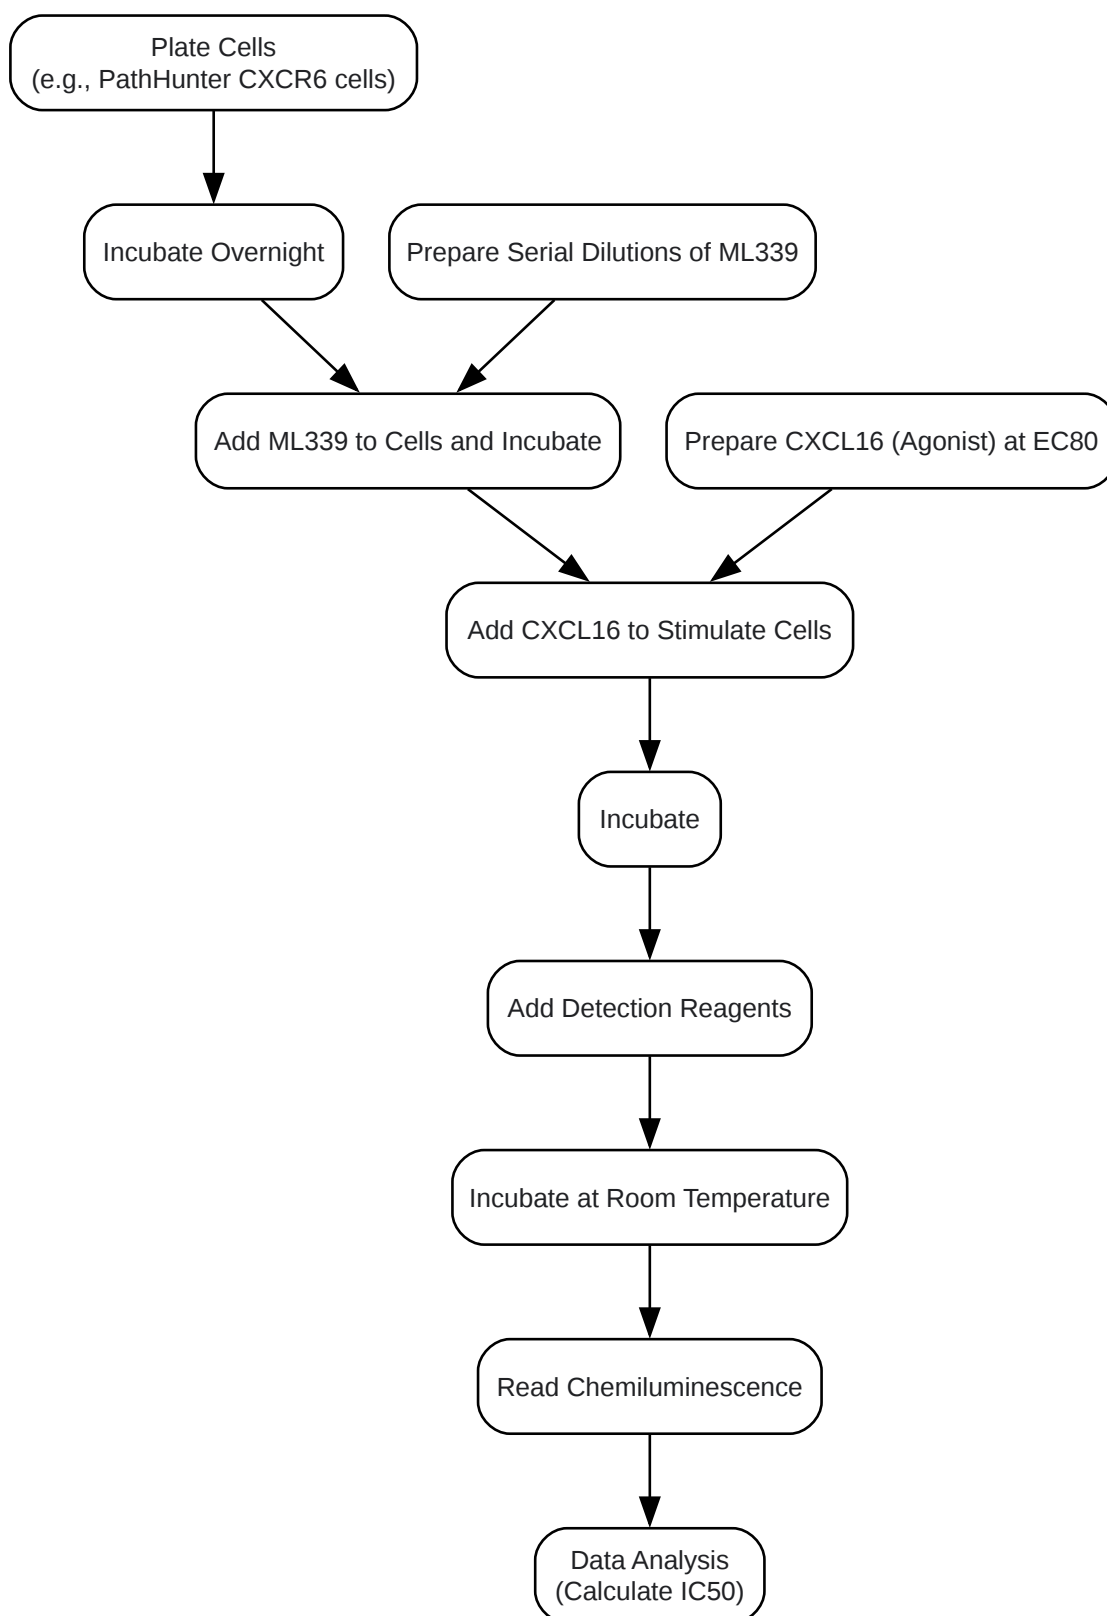 Plate Cells
(e.g., PathHunter CXCR6 cells)
Incubate Overnight
Prepare Serial Dilutions of ML339
Add ML339 to Cells and Incubate
Prepare CXCL16 (Agonist) at EC80
Add CXCL16 to Stimulate Cells
Incubate
Add Detection Reagents
Incubate at Room Temperature
Read Chemiluminescence
Data Analysis
(Calculate IC50)